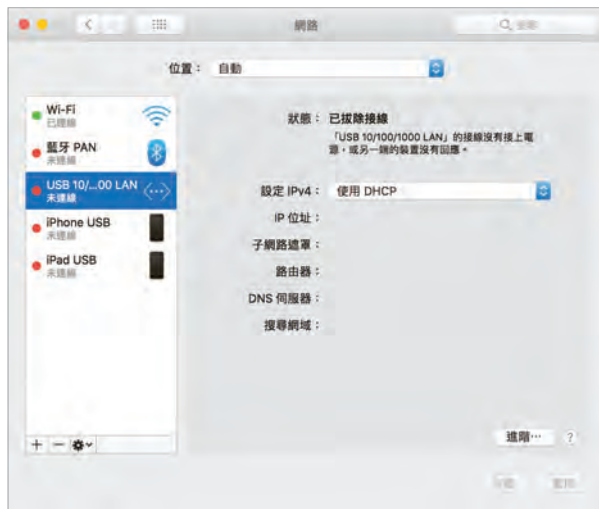 網路
位置： 自動
Wi-Fi
已連線
藍牙 PAN
未連線
USB 10/...00 LAN
未連線
iPhone USB
未連線
iPad USB
未連線
狀態： 已拔除接線
「USB 10/100/1000 LAN」的接線沒有接上電
源，或另一端的裝置沒有回應。
設定 IPv4： 使用 DHCP
IP 位址：
子網路遮罩：
路由器：
DNS 伺服器：
搜尋網域：
進階… ?